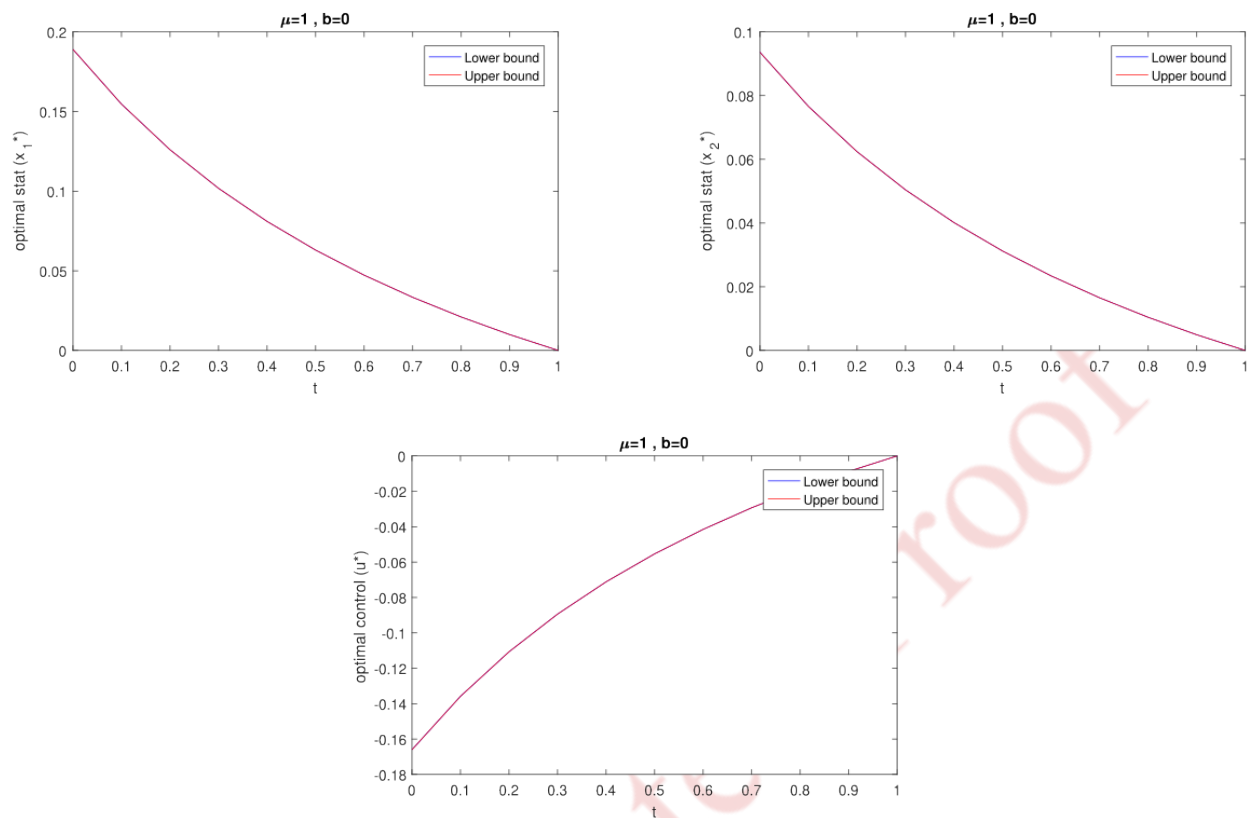 μ=1 , b=0
0.2
0.15
0.1
0.05
0
optimal stat (x1*)
Lower bound
Upper bound
0 0.1 0.2 0.3 0.4 0.5 0.6 0.7 0.8 0.9 1
t
μ=1 , b=0
0.1
0.08
0.06
0.04
0.02
0
optimal stat (x2*)
Lower bound
Upper bound
0 0.1 0.2 0.3 0.4 0.5 0.6 0.7 0.8 0.9 1
t
μ=1 , b=0
0
-0.02
-0.04
-0.06
-0.08
-0.1
-0.12
-0.14
-0.16
-0.18
optimal control (u*)
Lower bound
Upper bound
0 0.1 0.2 0.3 0.4 0.5 0.6 0.7 0.8 0.9 1
t
roof